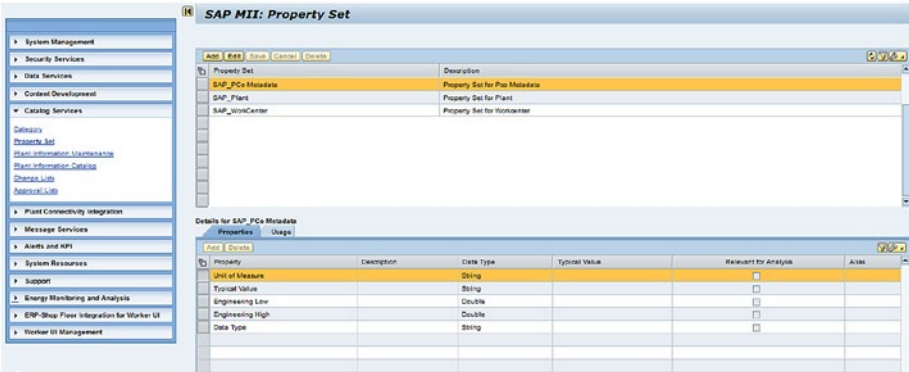 SAP MII: Property Set
System Management
Security Services
Data Services
Content Development
Catalog Services
Category
Property Set
Plant Information Maintenance
Plant Information Catalog
Change Lists
Approval Lists
Plant Connectivity Integration
Message Services
Alerts and KPI
System Resources
Support
Energy Monitoring and Analysis
ERP-Shop Floor Integration for Worker UI
Worker UI Management
Add Edit Save Cancel Delete
Property Set Description
SAP_PCo Metadata Property Set for Pco Metadata
SAP_Plant Property Set for Plant
SAP_WorkCenter Property Set for Workcenter
Details for SAP_PCo Metadata
Properties Usage
Add Delete
Property Description Data Type Typical Value Relevant for Analysis Alias
Unit of Measure String
Typical Value String
Engineering Low Double
Engineering High Double
Data Type String